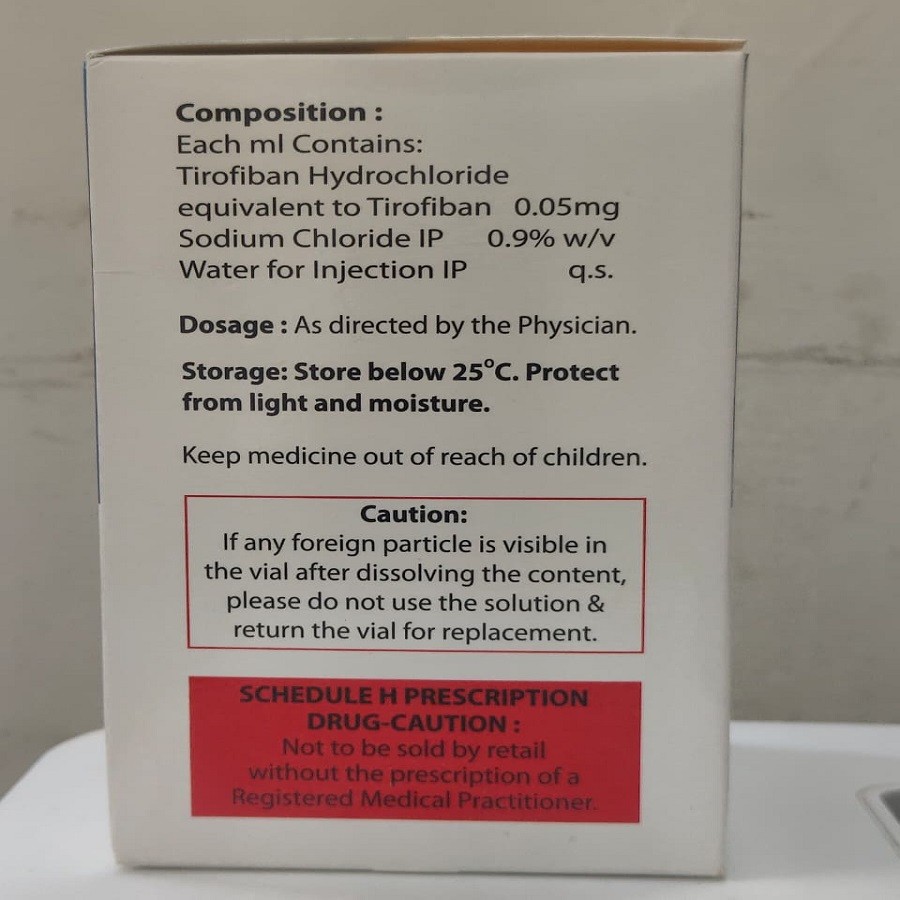 Composition :
Each ml Contains:
Tirofiban Hydrochloride
equivalent to Tirofiban 0.05mg
Sodium Chloride IP 0.9% w/v
Water for Injection IP q.s.
Dosage : As directed by the Physician.
Storage: Store below 25°C. Protect
from light and moisture.
Keep medicine out of reach of children.
Caution:
If any foreign particle is visible in
the vial after dissolving the content,
please do not use the solution &
return the vial for replacement.
SCHEDULE H PRESCRIPTION
DRUG-CAUTION :
Not to be sold by retail
without the prescription of a
Registered Medical Practitioner.